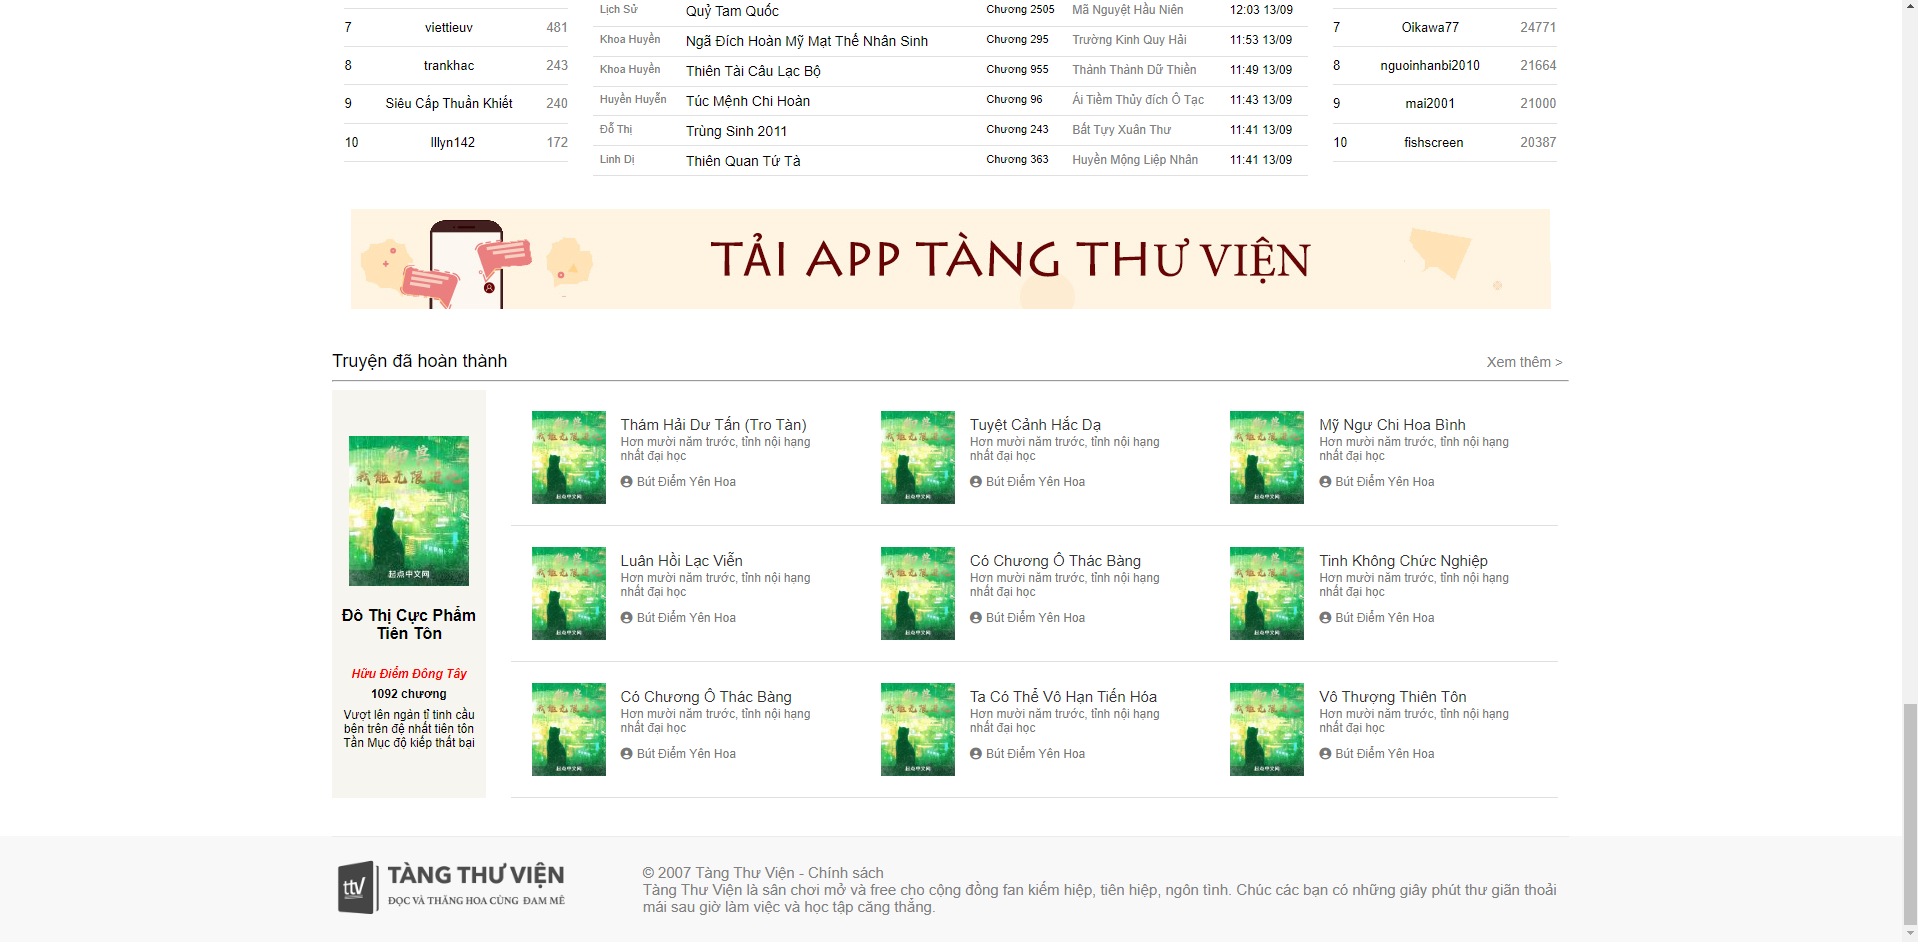 7 viettieuv 481
8 trankhac 243
9 Siêu Cấp Thuần Khiết 240
10 lllyn142 172
Lịch Sử Quỷ Tam Quốc Chương 2505 Mã Nguyệt Hầu Niên 12:03 13/09
Khoa Huyền Ngã Đích Hoàn Mỹ Mạt Thế Nhân Sinh Chương 295 Trường Kinh Quy Hải 11:53 13/09
Khoa Huyền Thiên Tài Câu Lạc Bộ Chương 955 Thành Thành Dữ Thiền 11:49 13/09
Huyền Huyễn Túc Mệnh Chi Hoàn Chương 96 Ái Tiềm Thủy đích Ô Tặc 11:43 13/09
Đô Thị Trùng Sinh 2011 Chương 243 Bất Tựy Xuân Thư 11:41 13/09
Linh Dị Thiên Quan Tứ Tà Chương 363 Huyền Mộng Liệp Nhân 11:41 13/09
7 Oikawa77 24771
8 nguoinhanbi2010 21664
9 mai2001 21000
10 fishscreen 20387
TẢI APP TÀNG THƯ VIỆN
Truyện đã hoàn thành
Xem thêm >
起点中文网
Đô Thị Cực Phẩm
Tiên Tôn
Hữu Điểm Đông Tây
1092 chương
Vượt lên ngàn tỉ tinh cầu
bên trên đệ nhất tiên tôn
Tần Mục độ kiếp thất bại
Thám Hải Dư Tẫn (Tro Tàn)
Hơn mười năm trước, tỉnh nội hạng
nhất đại học
Bút Điểm Yên Hoa
Tuyệt Cảnh Hắc Dạ
Hơn mười năm trước, tỉnh nội hạng
nhất đại học
Bút Điểm Yên Hoa
Mỹ Ngư Chi Hoa Bình
Hơn mười năm trước, tỉnh nội hạng
nhất đại học
Bút Điểm Yên Hoa
Luân Hồi Lạc Viễn
Hơn mười năm trước, tỉnh nội hạng
nhất đại học
Bút Điểm Yên Hoa
Có Chương Ô Thác Bàng
Hơn mười năm trước, tỉnh nội hạng
nhất đại học
Bút Điểm Yên Hoa
Tinh Không Chức Nghiệp
Hơn mười năm trước, tỉnh nội hạng
nhất đại học
Bút Điểm Yên Hoa
Có Chương Ô Thác Bàng
Hơn mười năm trước, tỉnh nội hạng
nhất đại học
Bút Điểm Yên Hoa
Ta Có Thể Vô Hạn Tiến Hóa
Hơn mười năm trước, tỉnh nội hạng
nhất đại học
Bút Điểm Yên Hoa
Vô Thượng Thiên Tôn
Hơn mười năm trước, tỉnh nội hạng
nhất đại học
Bút Điểm Yên Hoa
ttv TÀNG THƯ VIỆN
ĐỌC VÀ THĂNG HOA CÙNG ĐAM MÊ
© 2007 Tàng Thư Viện - Chính sách
Tàng Thư Viện là sân chơi mở và free cho cộng đồng fan kiếm hiệp, tiên hiệp, ngôn tình. Chúc các bạn có những giây phút thư giãn thoải
mái sau giờ làm việc và học tập căng thẳng.